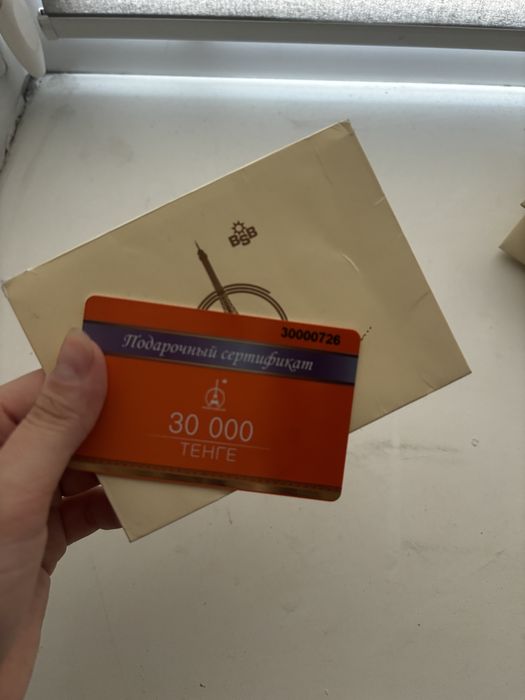 BSB
30000726
Подарочный сертификат
30 000
ТЕНГЕ